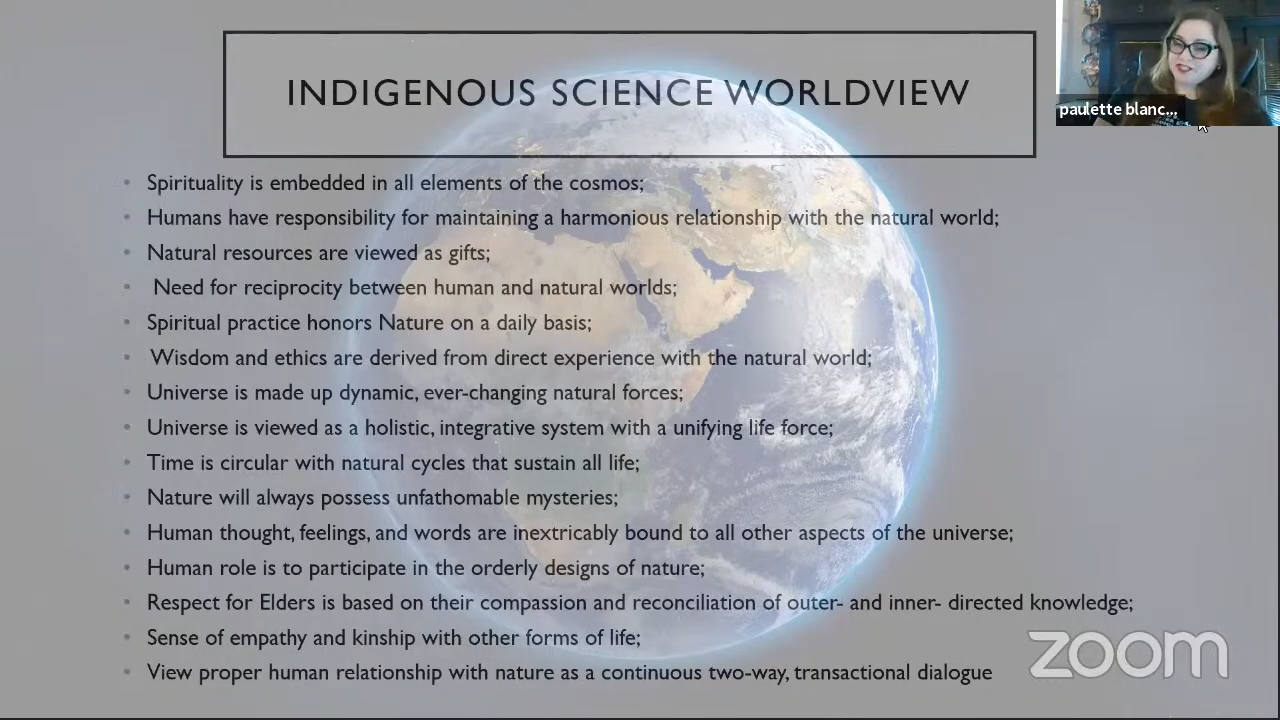 INDIGENOUS SCIENCE WORLDVIEW
paulette blanc...
• Spirituality is embedded in all elements of the cosmos;
• Humans have responsibility for maintaining a harmonious relationship with the natural world;
• Natural resources are viewed as gifts;
• Need for reciprocity between human and natural worlds;
• Spiritual practice honors Nature on a daily basis;
• Wisdom and ethics are derived from direct experience with the natural world;
• Universe is made up dynamic, ever-changing natural forces;
• Universe is viewed as a holistic, integrative system with a unifying life force;
• Time is circular with natural cycles that sustain all life;
• Nature will always possess unfathomable mysteries;
• Human thought, feelings, and words are inextricably bound to all other aspects of the universe;
• Human role is to participate in the orderly designs of nature;
• Respect for Elders is based on their compassion and reconciliation of outer- and inner- directed knowledge;
• Sense of empathy and kinship with other forms of life;
• View proper human relationship with nature as a continuous two-way, transactional dialogue
zoom